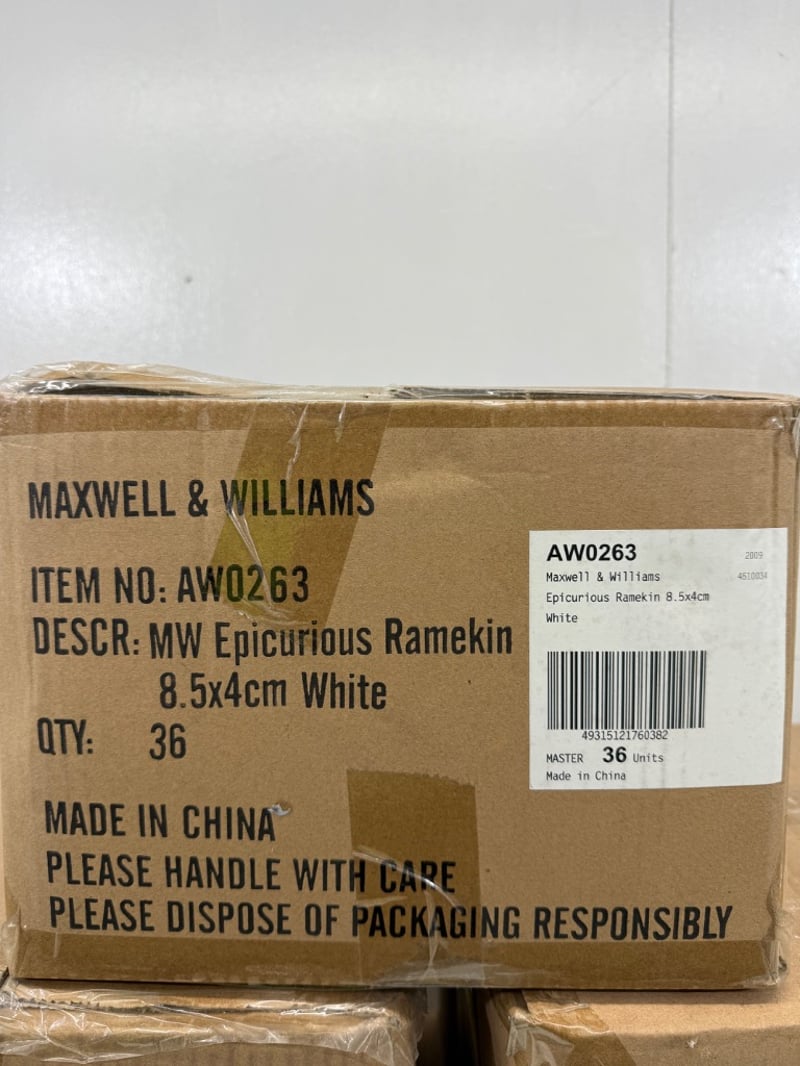 MAXWELL & WILLIAMS
ITEM NO: AW0263
DESCR: MW Epicurious Ramekin
8.5x4cm White
QTY: 36
MADE IN CHINA
PLEASE HANDLE WITH CARE
PLEASE DISPOSE OF PACKAGING RESPONSIBLY
AW0263 2009
Maxwell & Williams 4510034
Epicurious Ramekin 8.5x4cm
White
49315121760382
MASTER 36 Units
Made in China